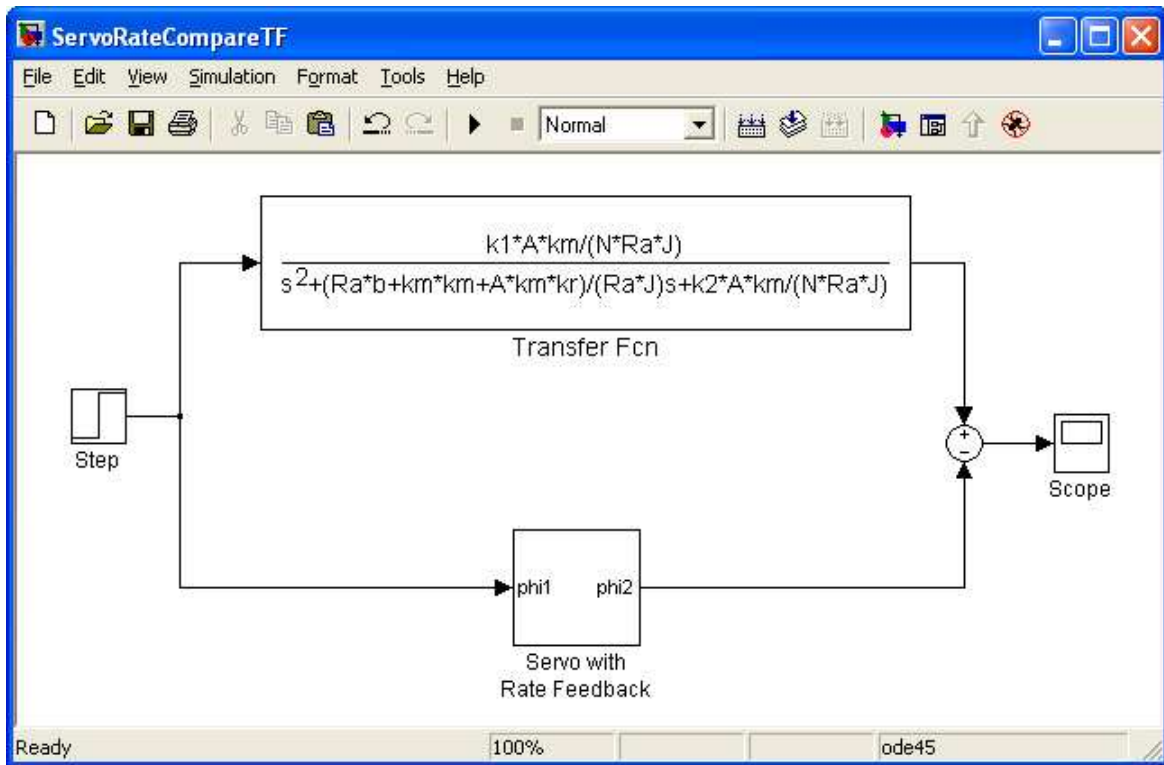 ServoRateCompareTF
File Edit View Simulation Format Tools Help
Normal
k1*A*km/(N*Ra*J)
s2+(Ra*b+km*km+A*km*kr)/(Ra*J)s+k2*A*km/(N*Ra*J)
Transfer Fcn
Step
+
−
Scope
phi1 phi2
Servo with
Rate Feedback
Ready 100% ode45